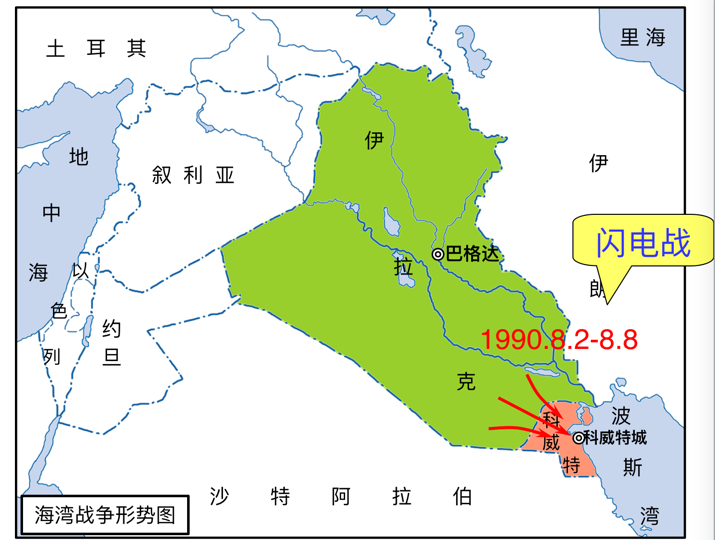 土耳其
里海
伊
地
叙利亚
伊
中
闪电战
巴格达
海
以
拉
朗
色
约
1990.8.2-8.8
列
旦
克
波
科
科威特城
威
特
斯
沙特阿拉伯
湾
海湾战争形势图